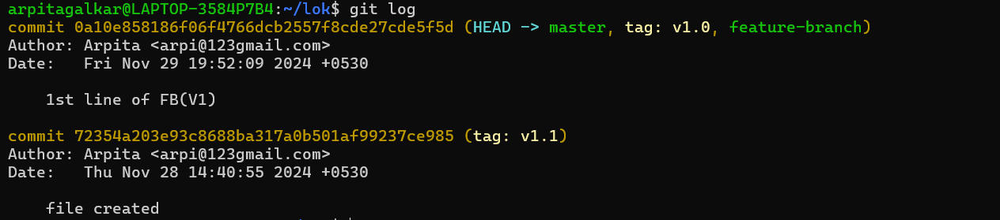 arpitagalkar@LAPTOP-3584P7B4:~/lok$ git log
commit 0a10e858186f06f4766dcb2557f8cde27cde5f5d (HEAD -> master, tag: v1.0, feature-branch)
Author: Arpita <arpi@123gmail.com>
Date:   Fri Nov 29 19:52:09 2024 +0530
1st line of FB(V1)
commit 72354a203e93c8688ba317a0b501af99237ce985 (tag: v1.1)
Author: Arpita <arpi@123gmail.com>
Date:   Thu Nov 28 14:40:55 2024 +0530
file created